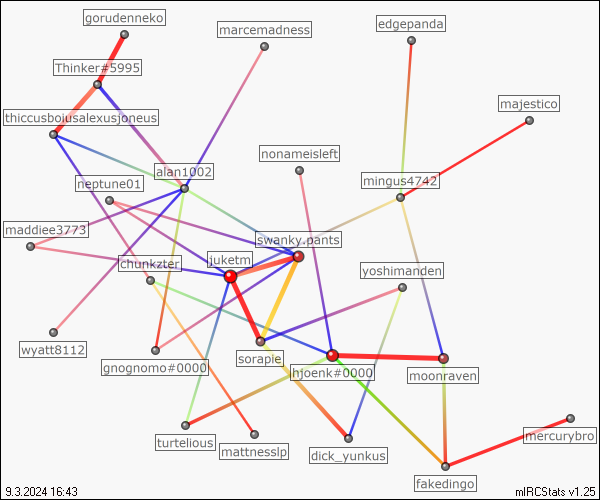 gorudenneko
marcemadness
edgepanda
Thinker#5995
majestico
thiccusboiusalexusjoneus
nonameisleft
alan1002
mingus4742
neptune01
maddiee3773
swanky.pants
juketm
chunkzter
yoshimanden
wyatt8112
sorapie
gnognomo#0000
hjoenk#0000
moonraven
turtelious
mattnesslp
dick_yunkus
mercurybro
fakedingo
9.3.2024 16:43
mIRCStats v1.25